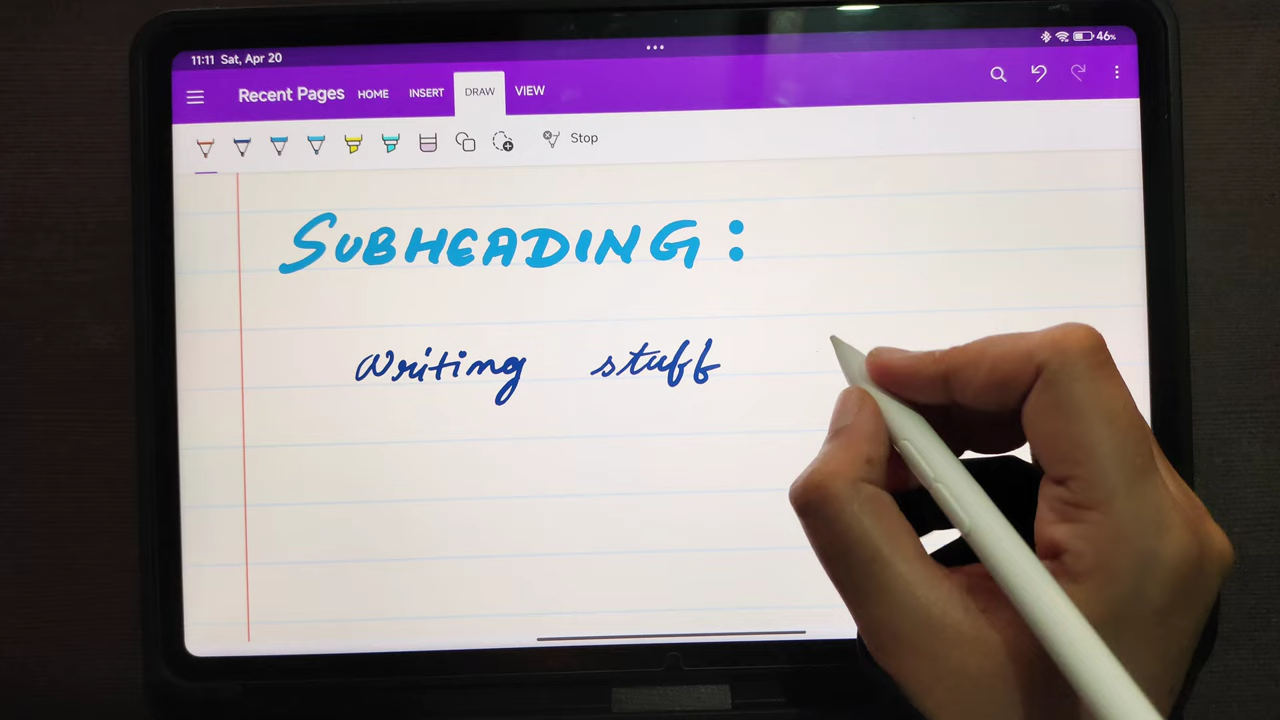 11:11 Sat, Apr 20 46%
Recent Pages HOME INSERT DRAW VIEW
Stop
SUBHEADING:
Writing stuff